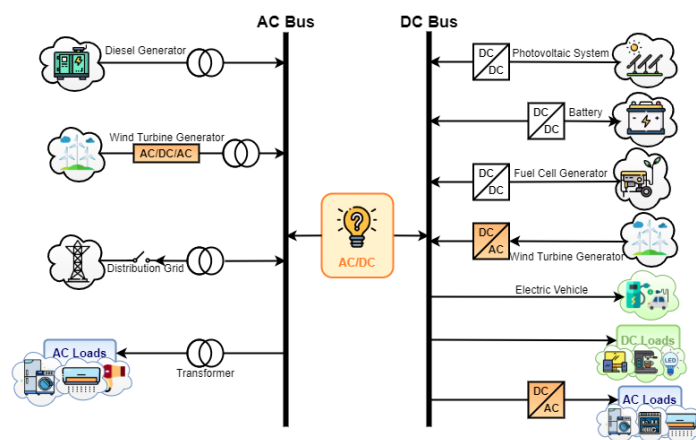 AC Bus
DC Bus
Diesel Generator
Wind Turbine Generator
AC/DC/AC
Distribution Grid
AC Loads
Transformer
?
AC/DC
DC
DC
Photovoltaic System
DC
DC
Battery
DC
DC
Fuel Cell Generator
DC
AC
Wind Turbine Generator
Electric Vehicle
DC Loads
LED
DC
AC
AC Loads